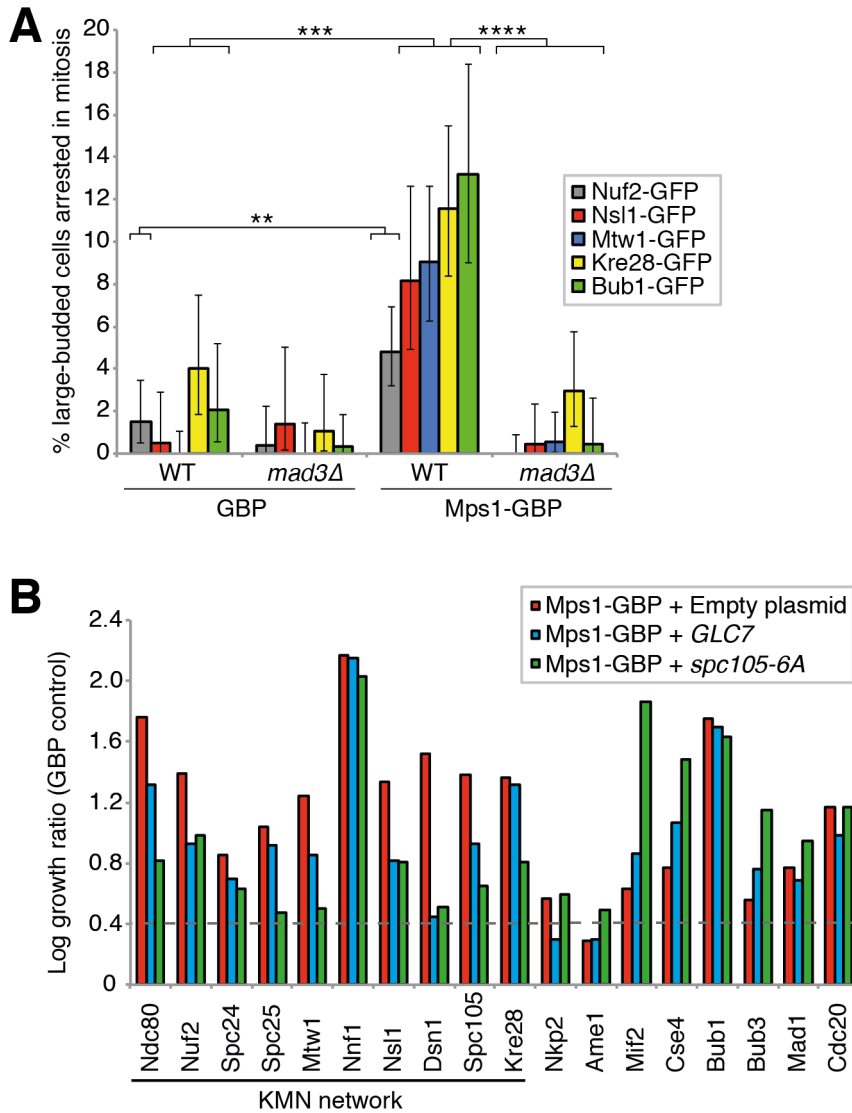 A
% large-budded cells arrested in mitosis
20
18
16
14
12
10
8
6
4
2
0
***
****
**
Nuf2-GFP
Nsl1-GFP
Mtw1-GFP
Kre28-GFP
Bub1-GFP
WT
mad3Δ
WT
mad3Δ
GBP
Mps1-GBP
B
Mps1-GBP + Empty plasmid
Mps1-GBP + GLC7
Mps1-GBP + spc105-6A
Log growth ratio (GBP control)
2.4
2.0
1.6
1.2
0.8
0.4
0
Ndc80
Nuf2
Spc24
Spc25
Mtw1
Nnf1
Nsl1
Dsn1
Spc105
Kre28
Nkp2
Ame1
Mif2
Cse4
Bub1
Bub3
Mad1
Cdc20
KMN network